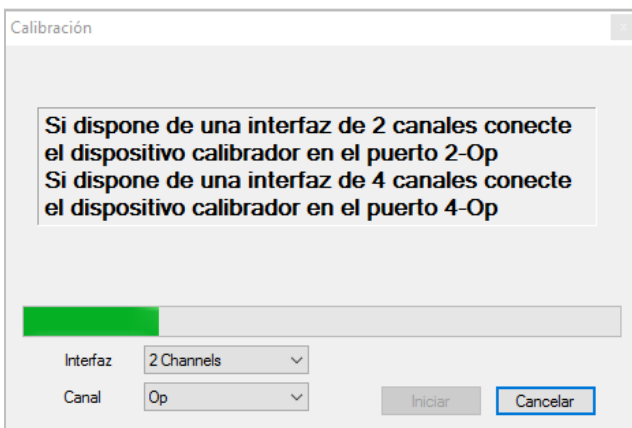 Calibración
Si dispone de una interfaz de 2 canales conecte
el dispositivo calibrador en el puerto 2-Op
Si dispone de una interfaz de 4 canales conecte
el dispositivo calibrador en el puerto 4-Op
Interfaz 2 Channels
Canal Op Iniciar Cancelar